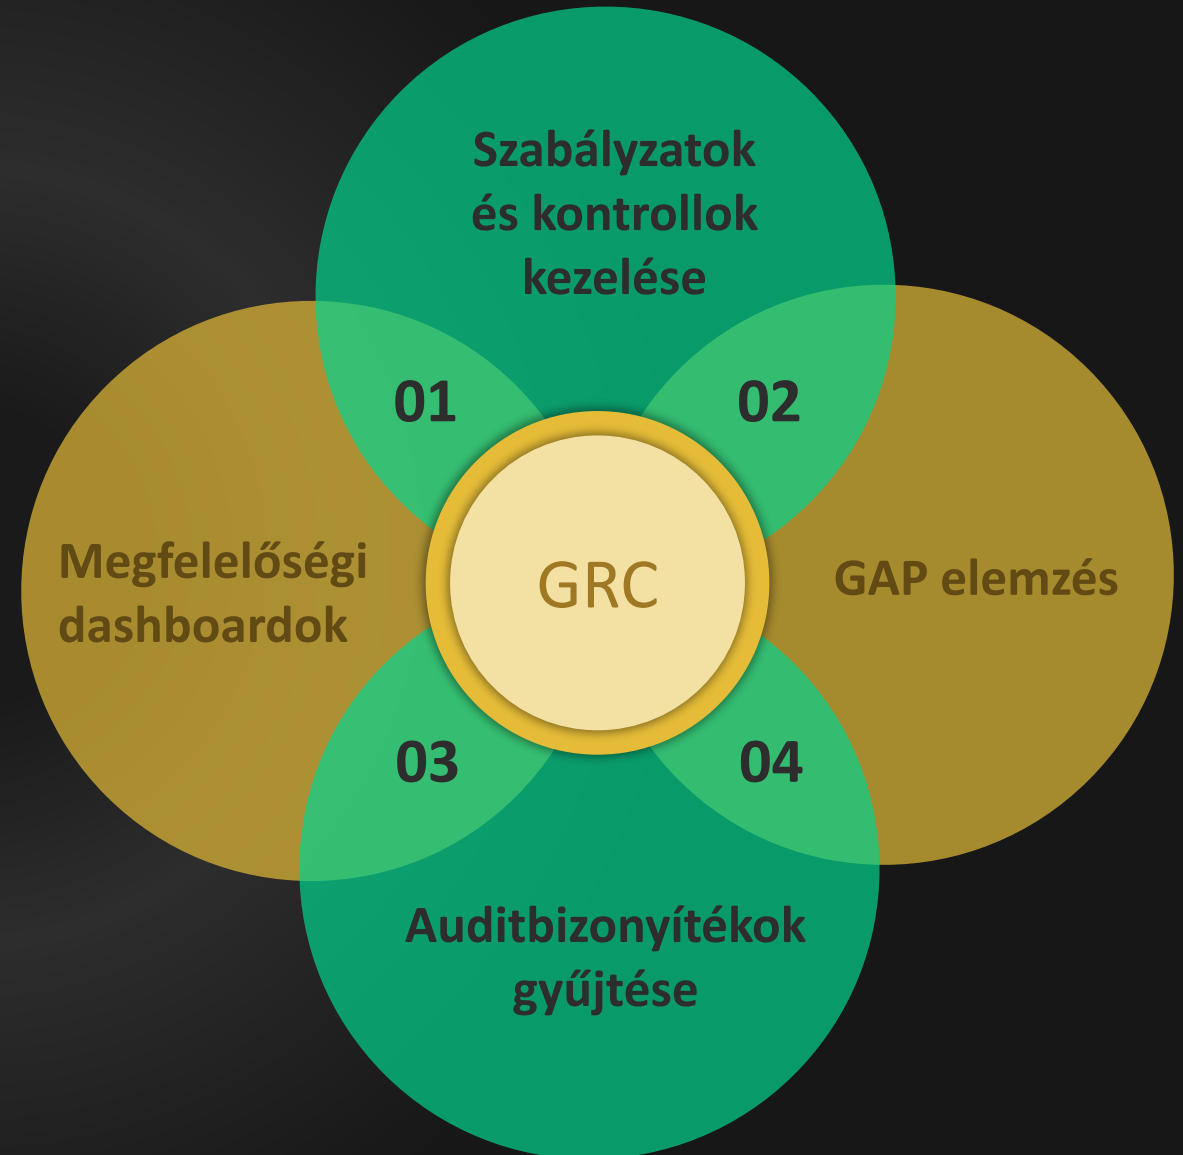 Szabályzatok
és kontrollok
kezelése
01
02
Megfelelőségi
dashboardok
GRC
GAP elemzés
03
04
Auditbizonyítékok
gyűjtése